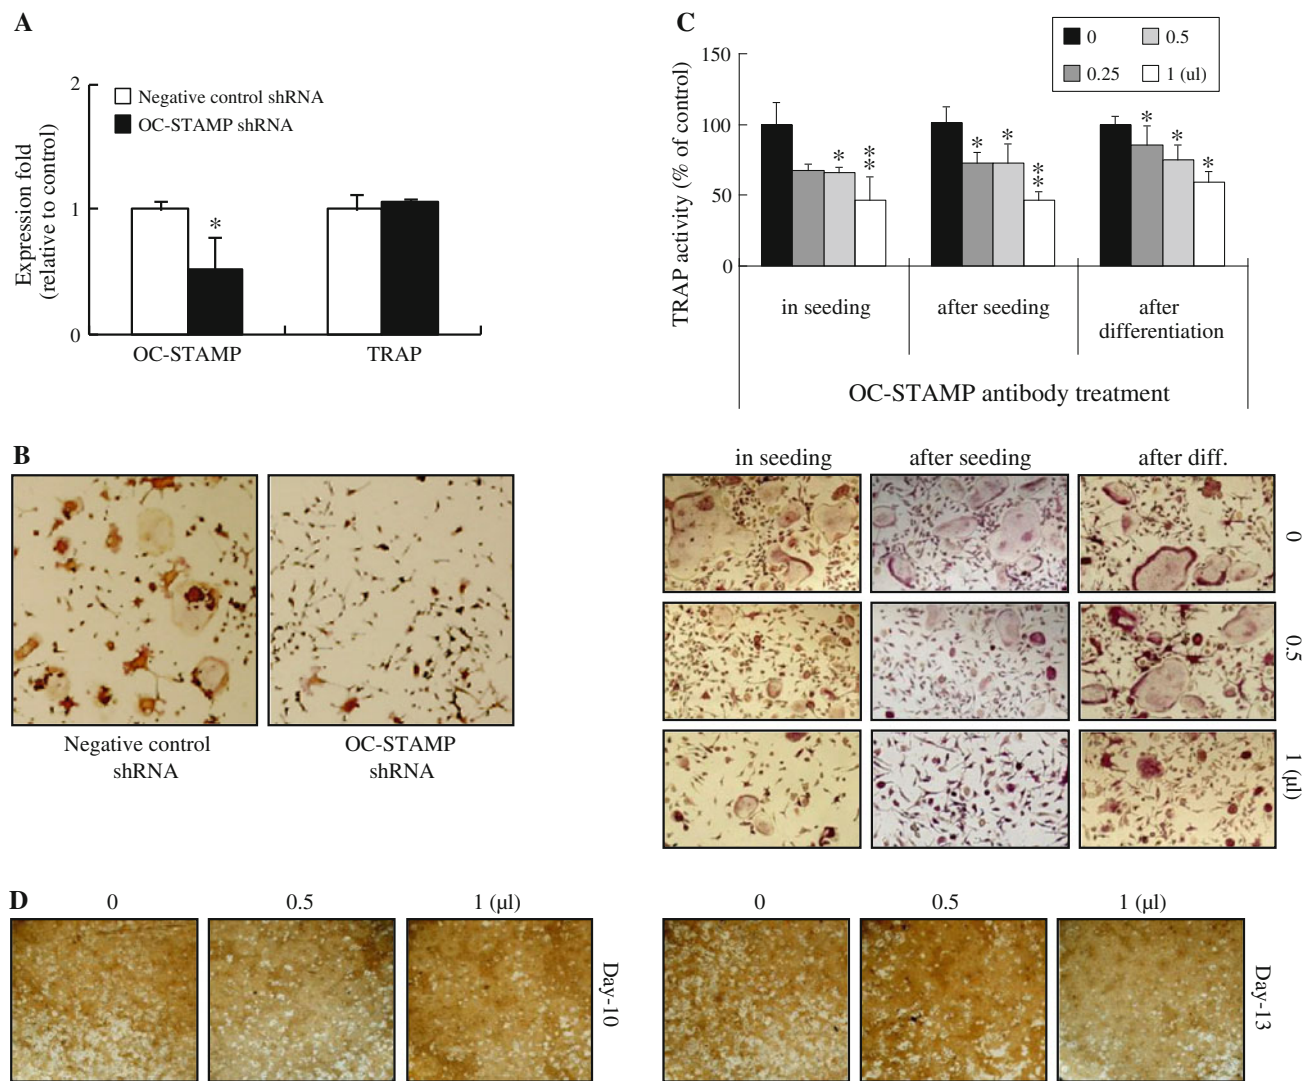 A
2
1
0
Expression fold
(relative to control)
Negative control shRNA
OC-STAMP shRNA
*
OC-STAMP
TRAP
C
0
0.5
0.25
1 (ul)
150
100
50
0
TRAP activity (% of control)
*
**
*
*
**
*
*
*
in seeding
after seeding
after
differentiation
OC-STAMP antibody treatment
B
Negative control
shRNA
OC-STAMP
shRNA
in seeding
after seeding
after diff.
0
0.5
1 (µl)
D
0
0.5
1 (µl)
Day-10
0
0.5
1 (µl)
Day-13